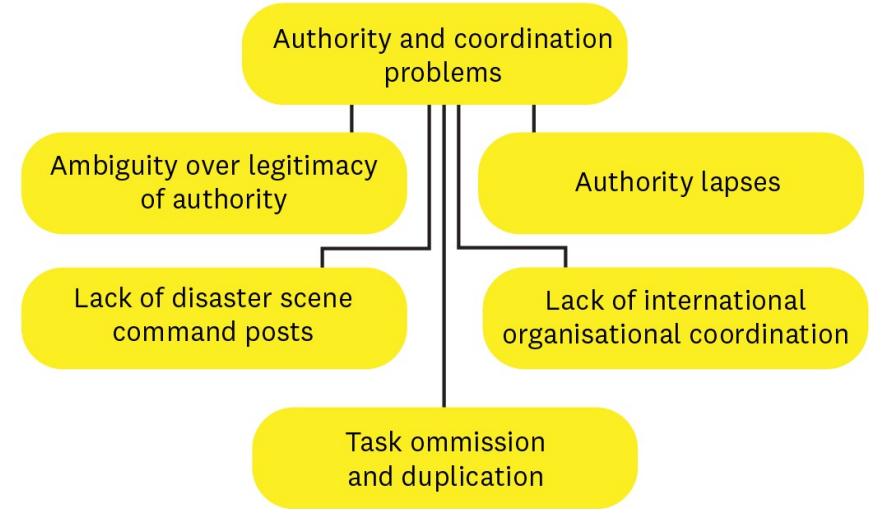 Authority and coordination
problems
Ambiguity over legitimacy
of authority
Authority lapses
Lack of disaster scene
command posts
Lack of international
organisational coordination
Task ommission
and duplication